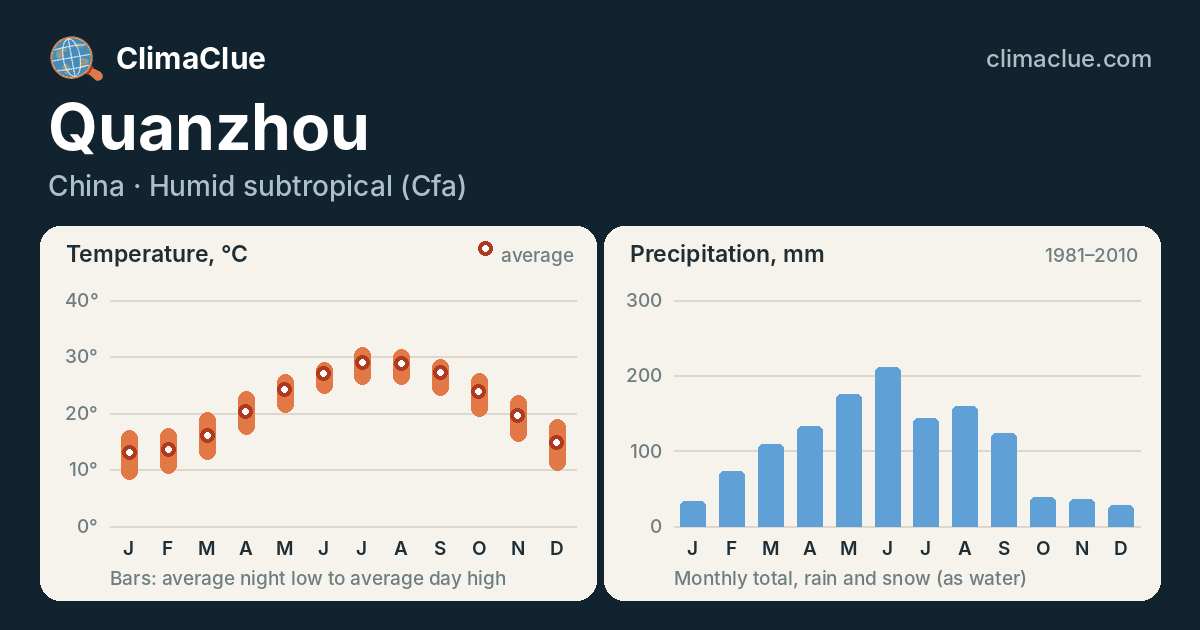 ClimaClue
climaclue.com
Quanzhou
China · Humid subtropical (Cfa)
Temperature, °C
average
40°
30°
20°
10°
0°
J F M A M J J A S O N D
Bars: average night low to average day high
Precipitation, mm
1981–2010
300
200
100
0
J F M A M J J A S O N D
Monthly total, rain and snow (as water)